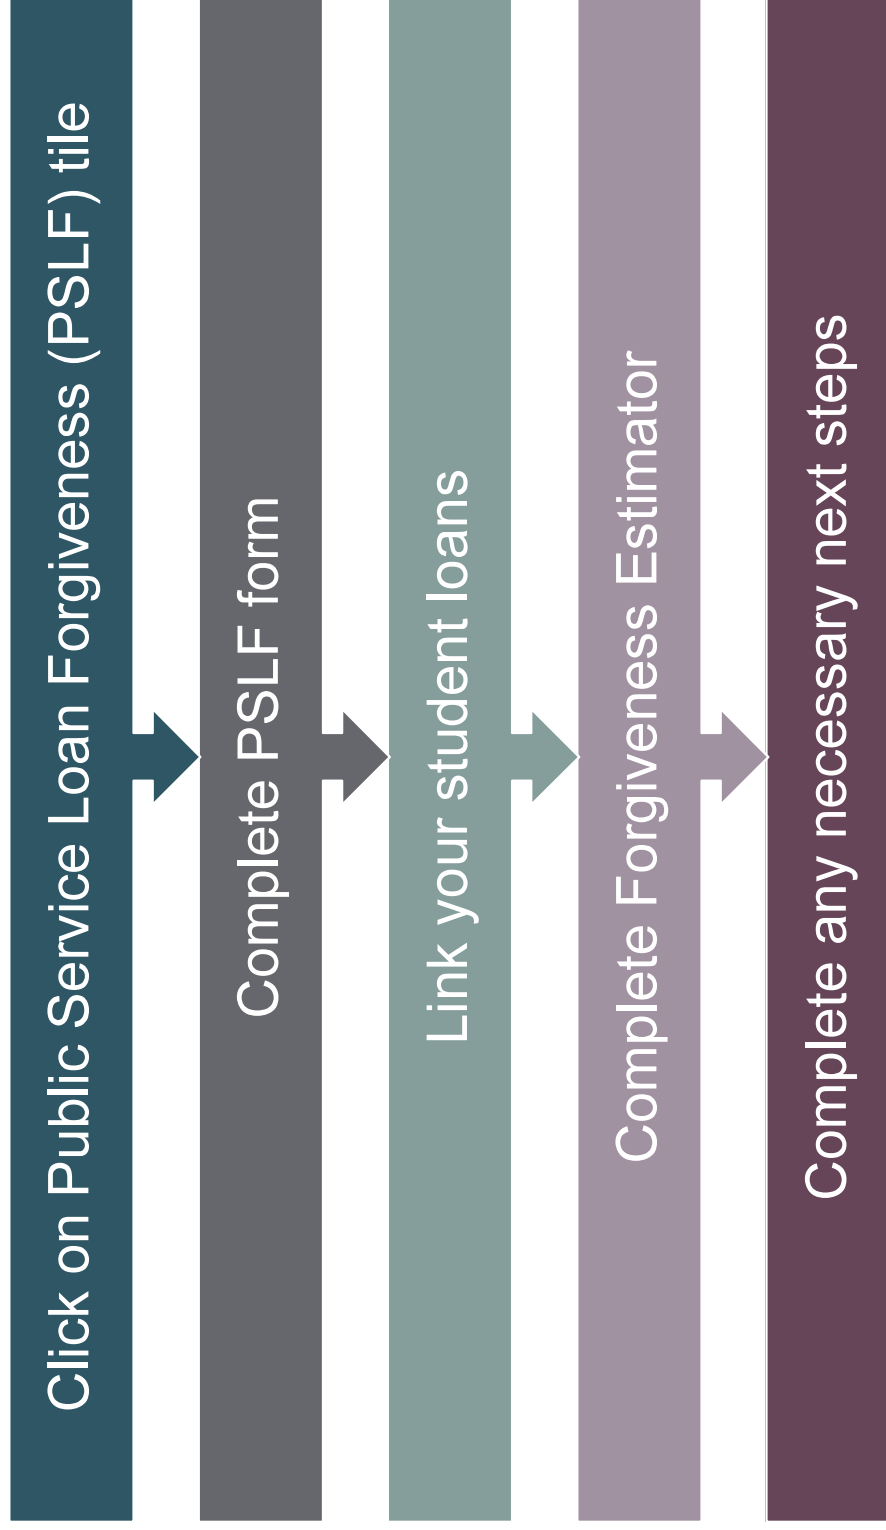 Click on Public Service Loan Forgiveness (PSLF) tile
Complete PSLF form
Link your student loans
Complete Forgiveness Estimator
Complete any necessary next steps